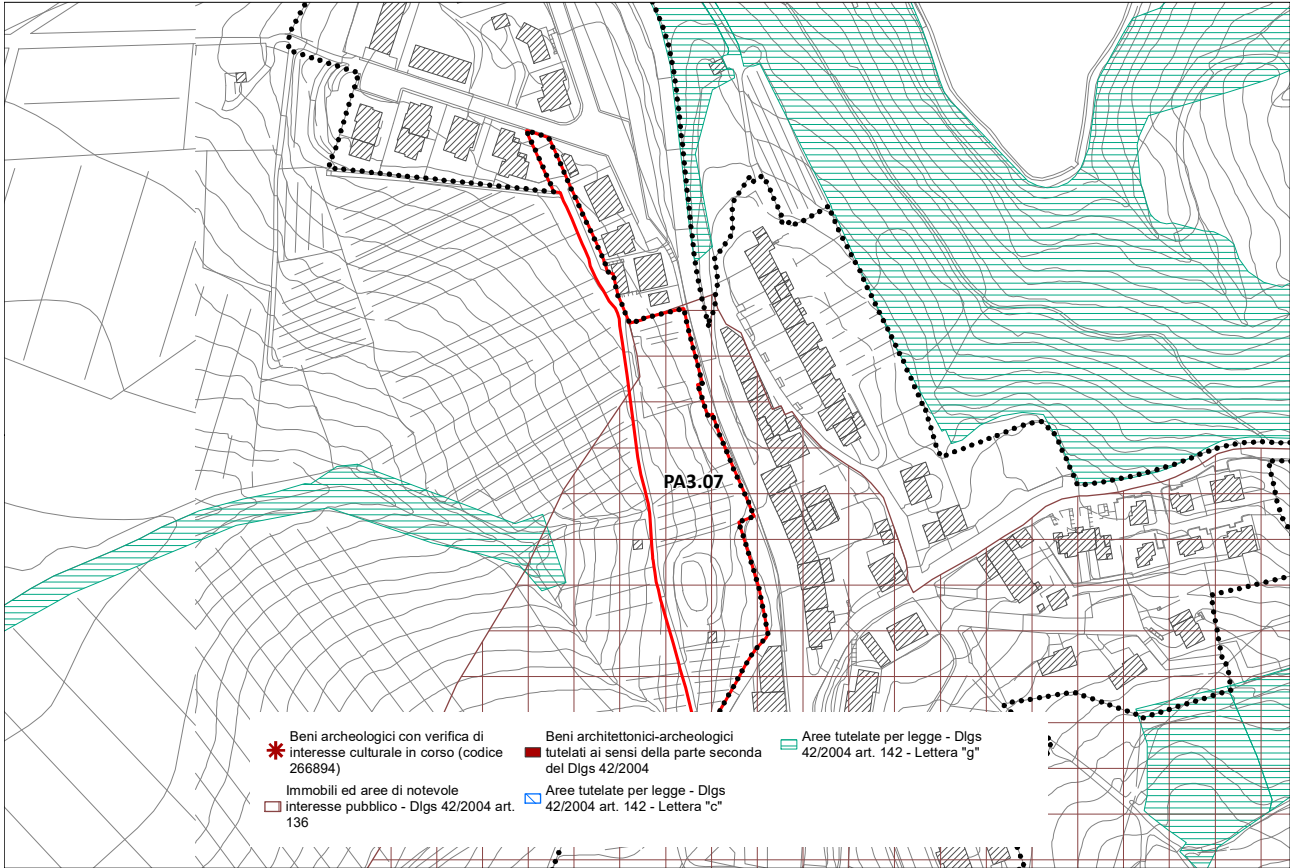 PA3.07
Beni archeologici con verifica di
interesse culturale in corso (codice
266894)
Immobili ed aree di notevole
interesse pubblico - Dlgs 42/2004 art.
136
Beni architettonici-archeologici
tutelati ai sensi della parte seconda
del Dlgs 42/2004
Aree tutelate per legge - Dlgs
42/2004 art. 142 - Lettera "c"
Aree tutelate per legge - Dlgs
42/2004 art. 142 - Lettera "g"